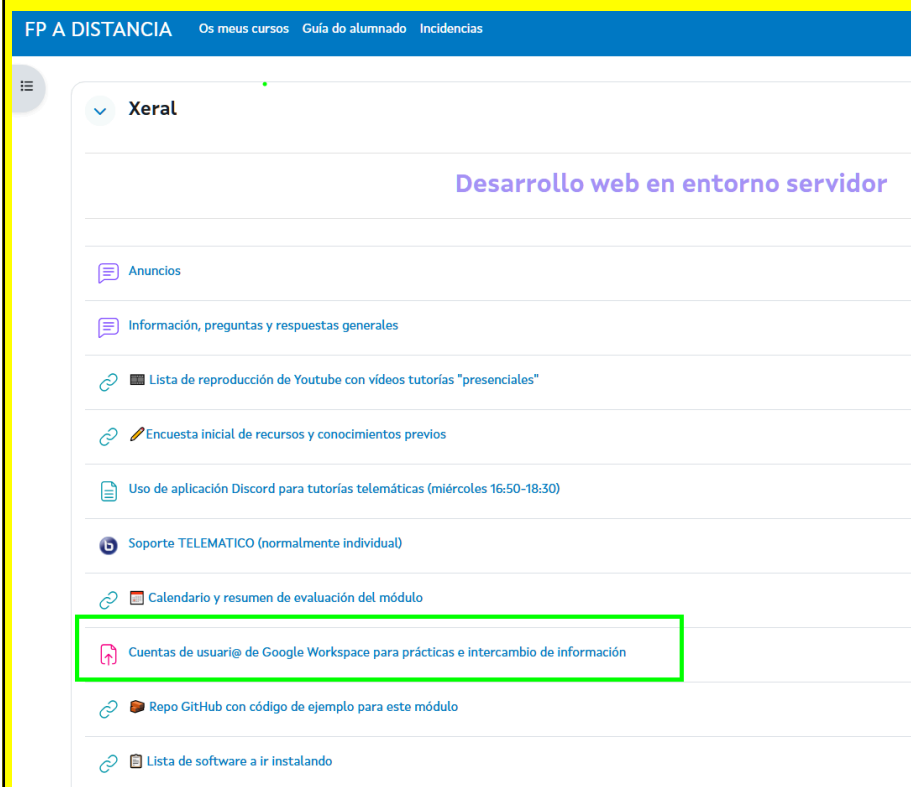 FP A DISTANCIA Os meus cursos Guía do alumnado Incidencias
Xeral
Desarrollo web en entorno servidor
Anuncios
Información, preguntas y respuestas generales
Lista de reproducción de Youtube con vídeos tutorías "presenciales"
Encuesta inicial de recursos y conocimientos previos
Uso de aplicación Discord para tutorías telemáticas (miércoles 16:50-18:30)
b Soporte TELEMATICO (normalmente individual)
Calendario y resumen de evaluación del módulo
Cuentas de usuari@ de Google Workspace para prácticas e intercambio de información
Repo GitHub con código de ejemplo para este módulo
Lista de software a ir instalando